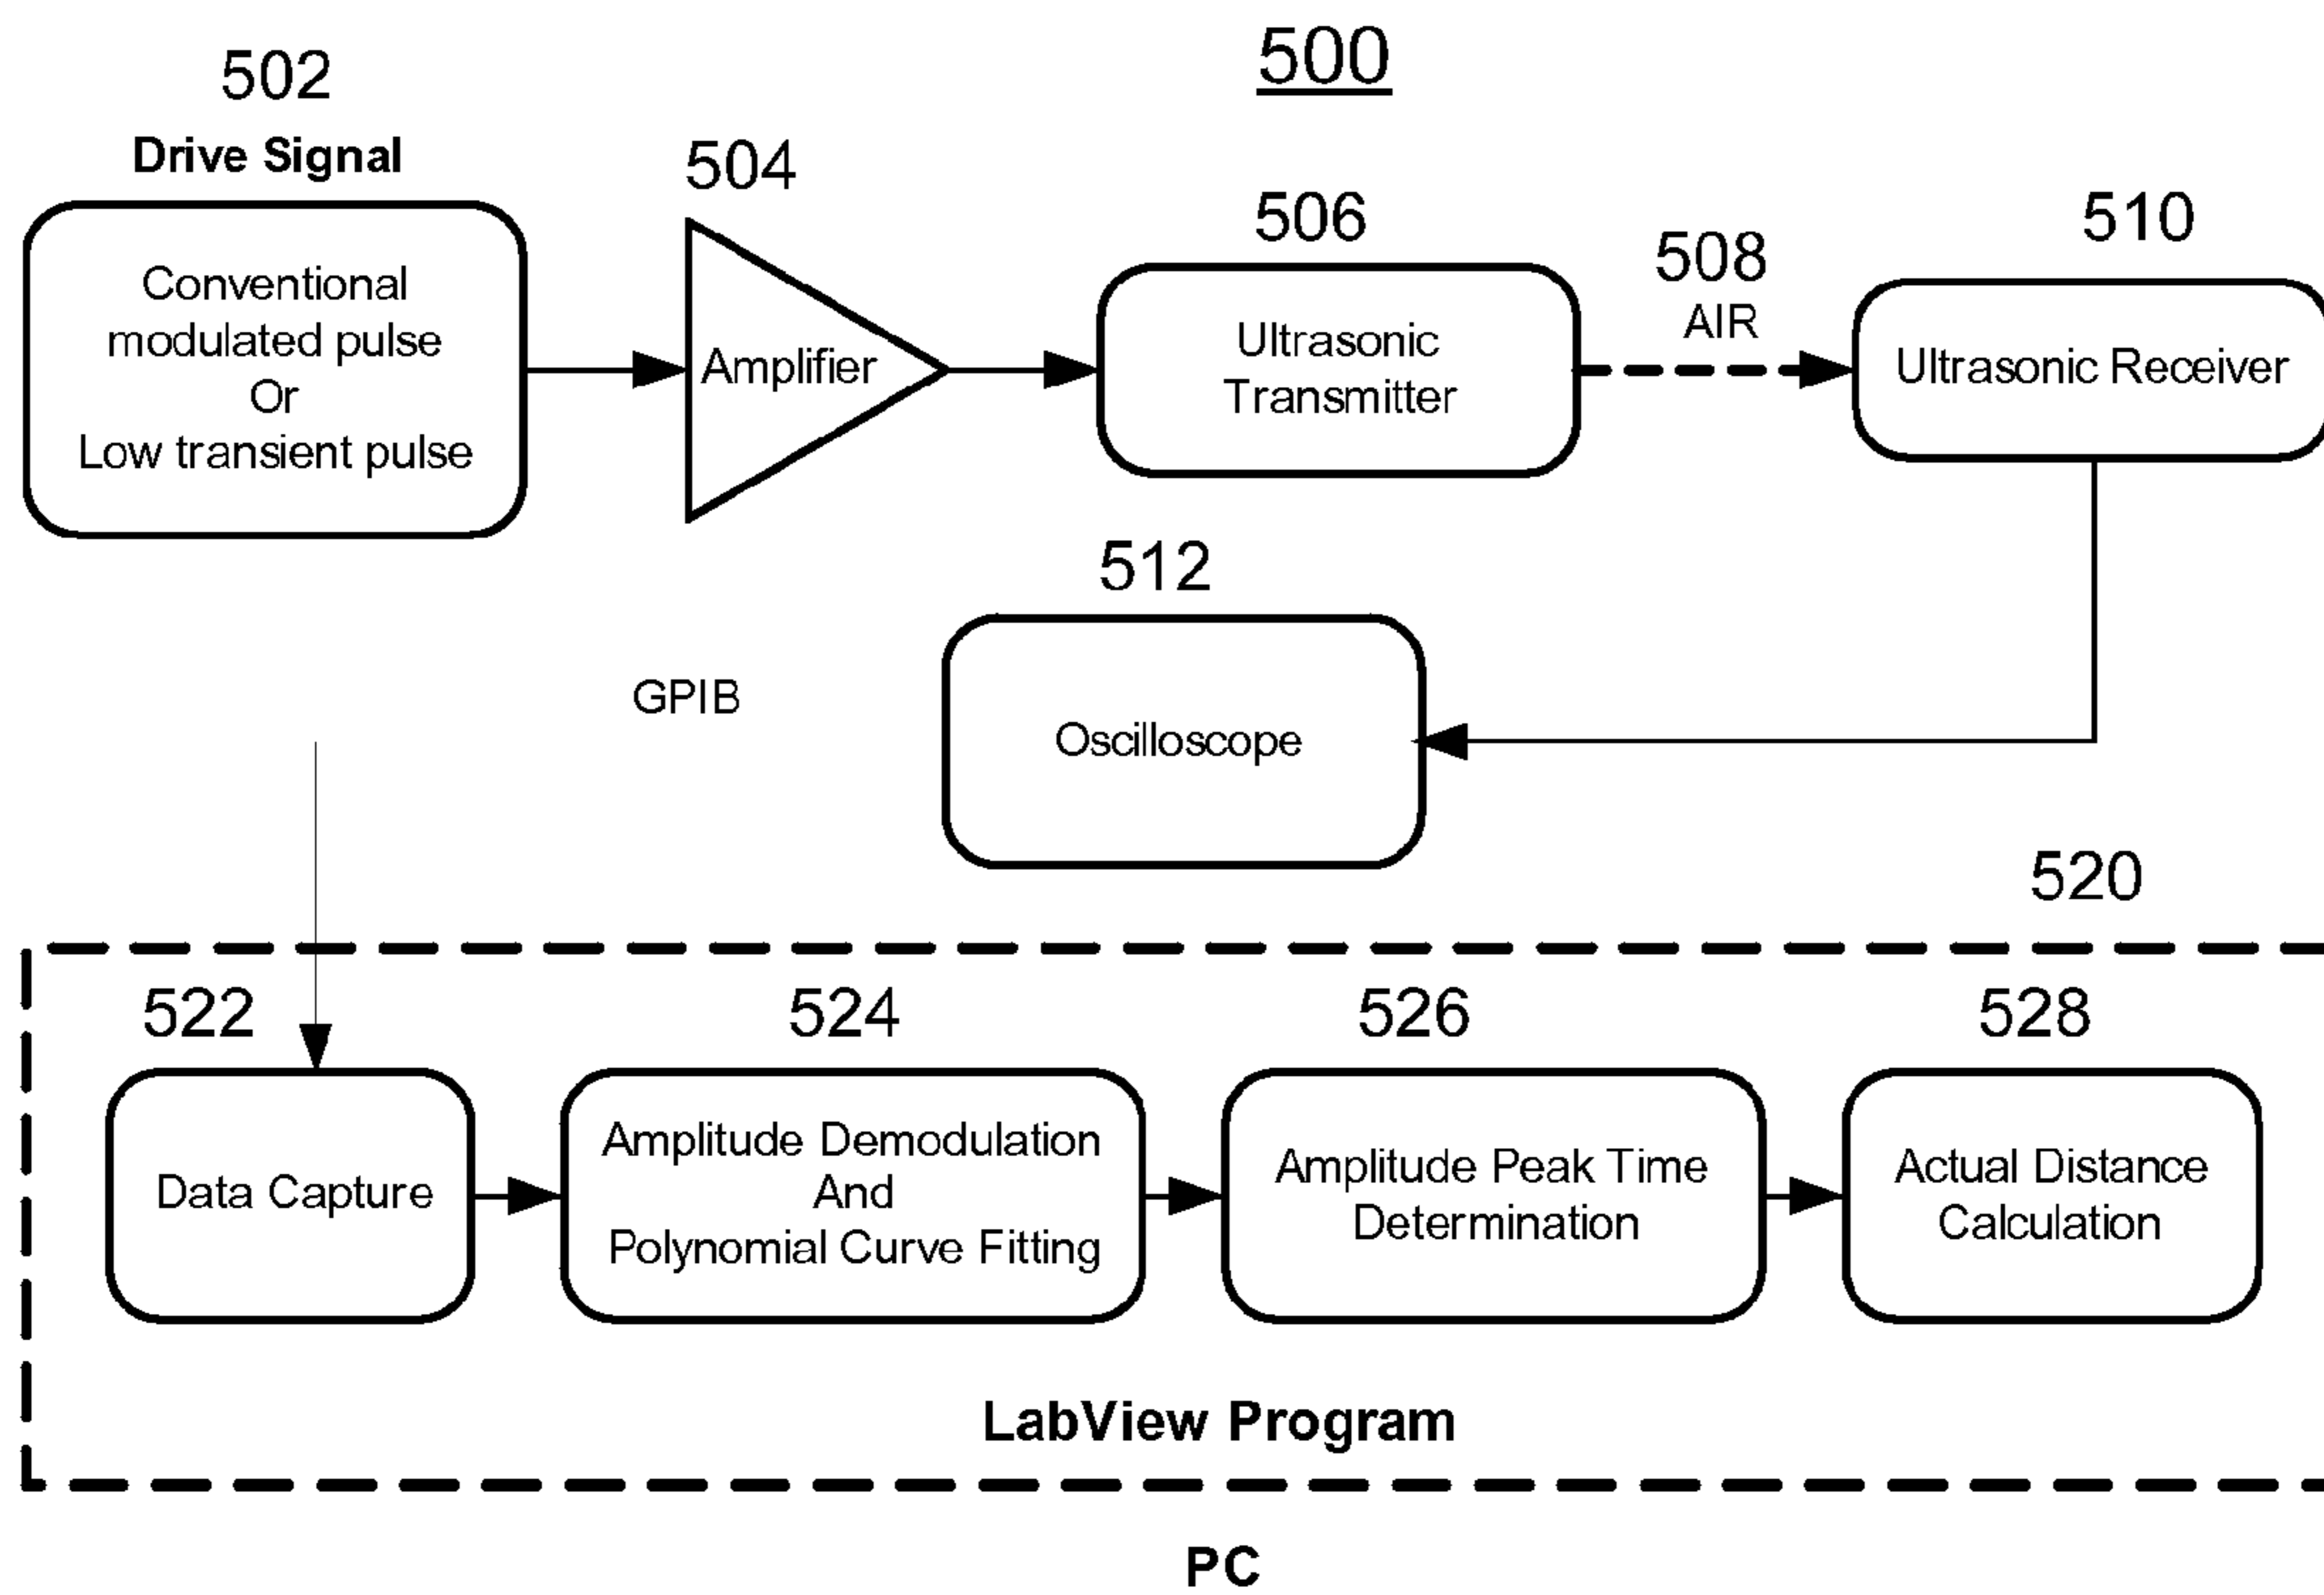 500
502
Drive Signal
Conventional
modulated pulse
Or
Low transient pulse
504
Amplifier
506
Ultrasonic
Transmitter
508
AIR
510
Ultrasonic Receiver
512
Oscilloscope
GPIB
520
522
Data Capture
524
Amplitude Demodulation
And
Polynomial Curve Fitting
526
Amplitude Peak Time
Determination
528
Actual Distance
Calculation
LabView Program
PC